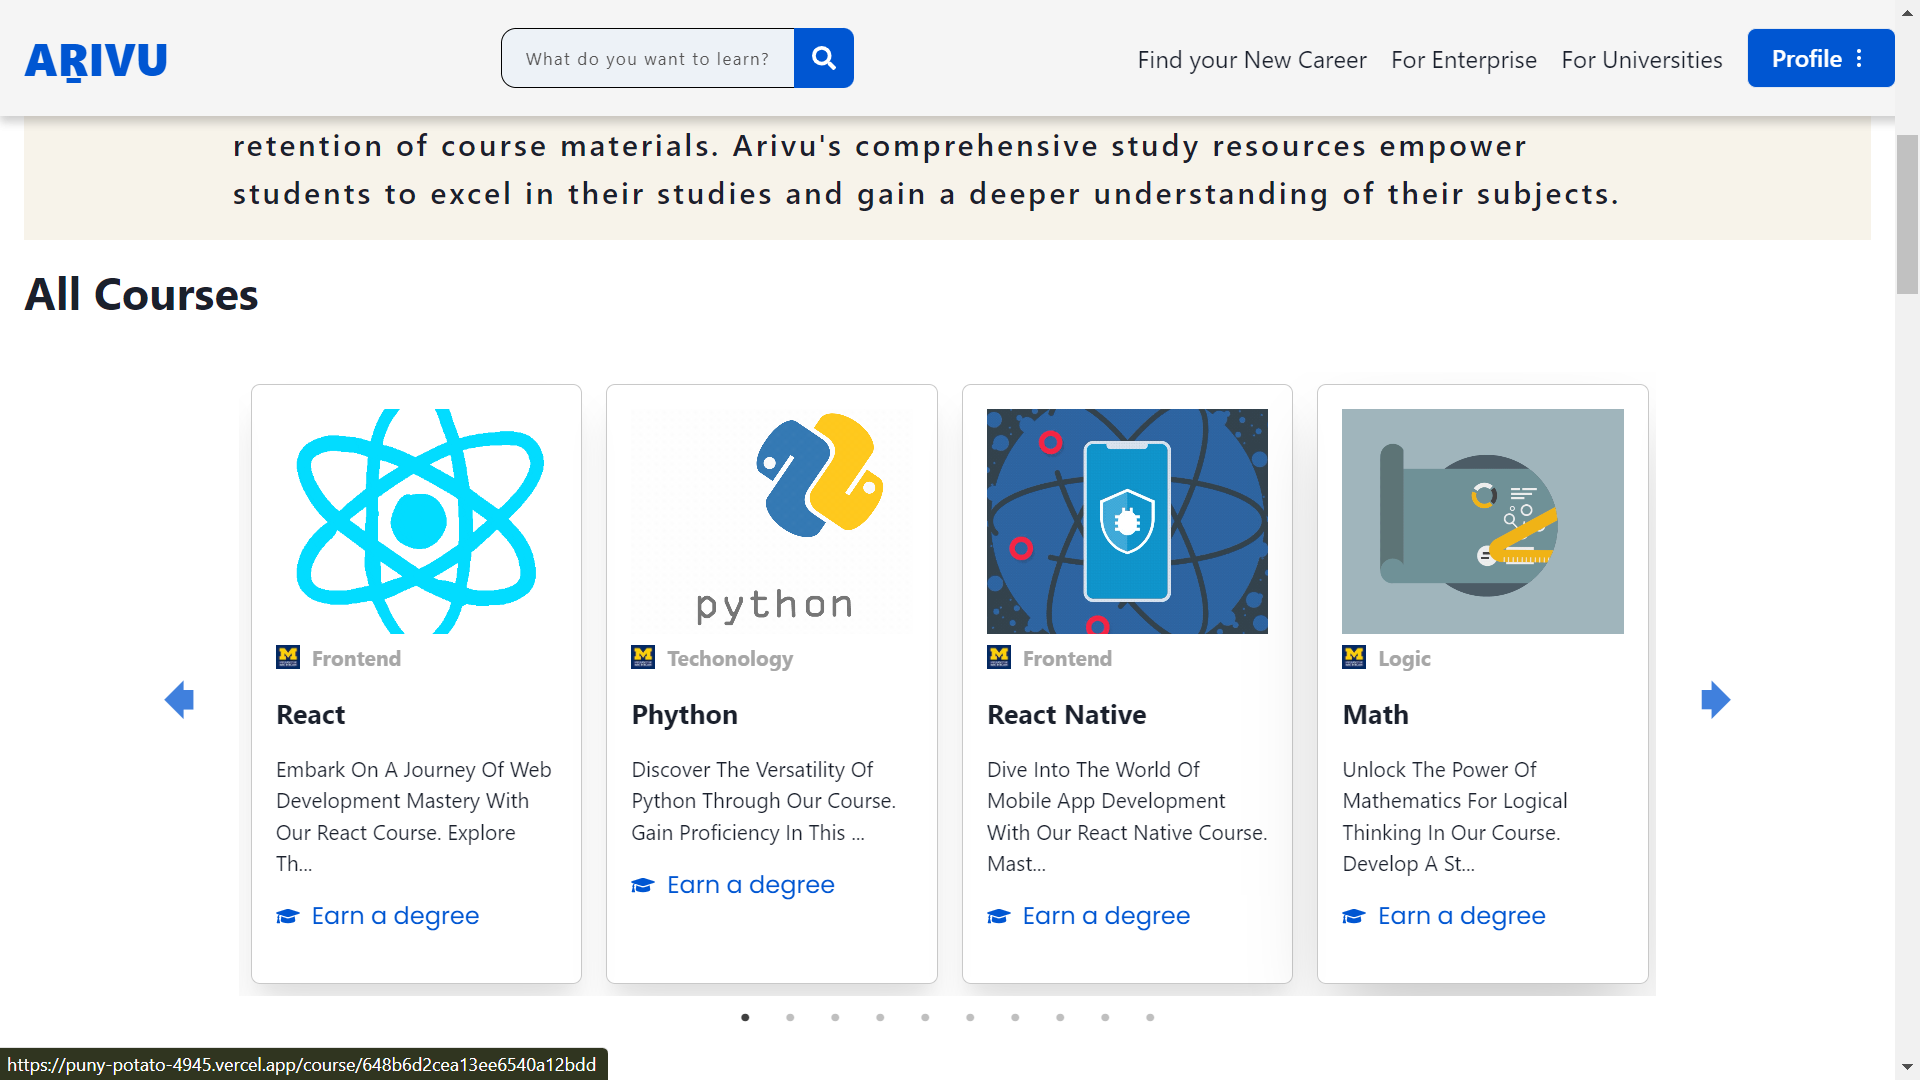 AṞIVU
What do you want to learn?
Find your New Career
For Enterprise
For Universities
Profile
retention of course materials. Arivu's comprehensive study resources empower
students to excel in their studies and gain a deeper understanding of their subjects.
All Courses
M Frontend
React
Embark On A Journey Of Web
Development Mastery With
Our React Course. Explore
Th...
Earn a degree
python
M Techonology
Phython
Discover The Versatility Of
Python Through Our Course.
Gain Proficiency In This ...
Earn a degree
M Frontend
React Native
Dive Into The World Of
Mobile App Development
With Our React Native Course.
Mast...
Earn a degree
M Logic
Math
Unlock The Power Of
Mathematics For Logical
Thinking In Our Course.
Develop A St...
Earn a degree
https://puny-potato-4945.vercel.app/course/648b6d2cea13ee6540a12bdd